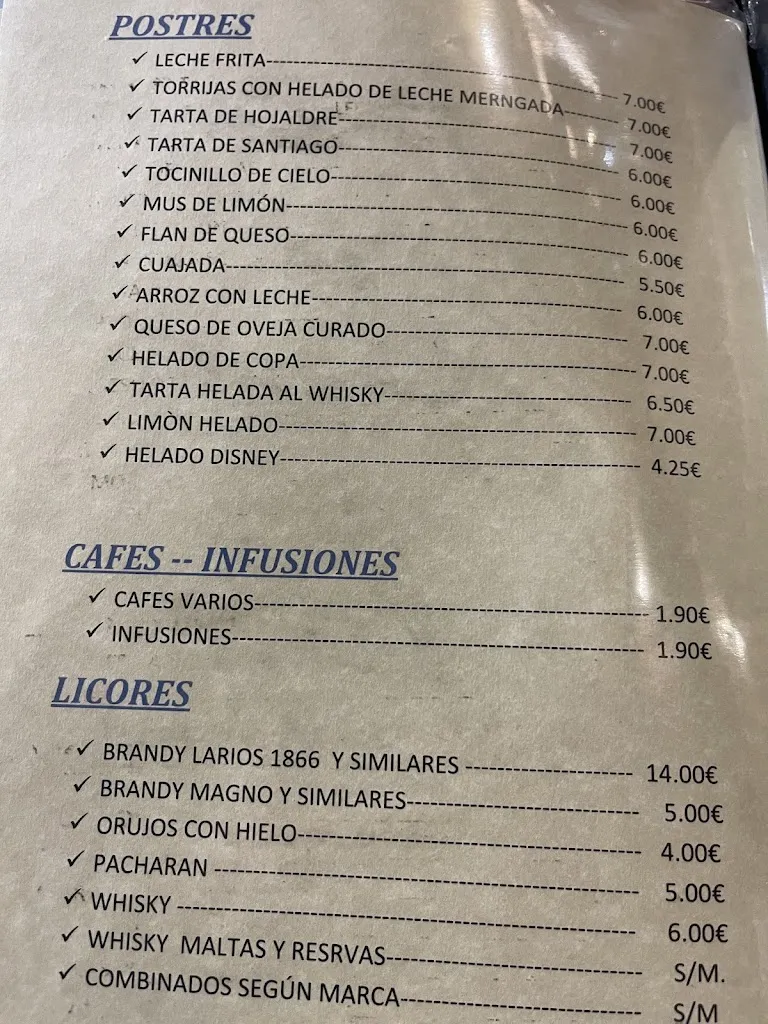 POSTRES
✓ LECHE FRITA--------------------7.00€
✓ TORRIJAS CON HELADO DE LECHE MERNGADA------7.00€
✓ TARTA DE HOJALDRE--------------------7.00€
✓ TARTA DE SANTIAGO--------------------6.00€
✓ TOCINILLO DE CIELO--------------------6.00€
✓ MUS DE LIMÓN--------------------6.00€
✓ FLAN DE QUESO--------------------6.00€
✓ CUAJADA--------------------5.50€
✓ ARROZ CON LECHE--------------------6.00€
✓ QUESO DE OVEJA CURADO--------------------7.00€
✓ HELADO DE COPA--------------------7.00€
✓ TARTA HELADA AL WHISKY--------------------6.50€
✓ LIMÒN HELADO--------------------7.00€
✓ HELADO DISNEY--------------------4.25€
CAFES -- INFUSIONES
✓ CAFES VARIOS--------------------1.90€
✓ INFUSIONES--------------------1.90€
LICORES
✓ BRANDY LARIOS 1866 Y SIMILARES --------------------14.00€
✓ BRANDY MAGNO Y SIMILARES--------------------5.00€
✓ ORUJOS CON HIELO--------------------4.00€
✓ PACHARAN --------------------5.00€
✓ WHISKY --------------------6.00€
✓ WHISKY MALTAS Y RESRVAS--------------------S/M.
✓ COMBINADOS SEGÚN MARCA--------------------S/M